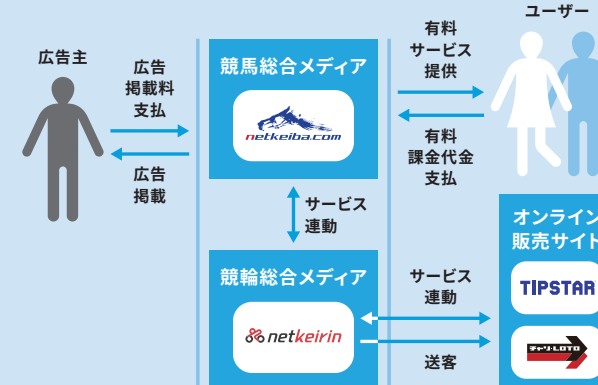 ユーザー
広告主
広告
掲載料
支払
広告
掲載
競馬総合メディア
netkeiba.com
サービス
連動
競輪総合メディア
netkeirin
有料
サービス
提供
有料
課金代金
支払
サービス
連動
送客
オンライン
販売サイト
TIPSTAR
チャリ・LOTO